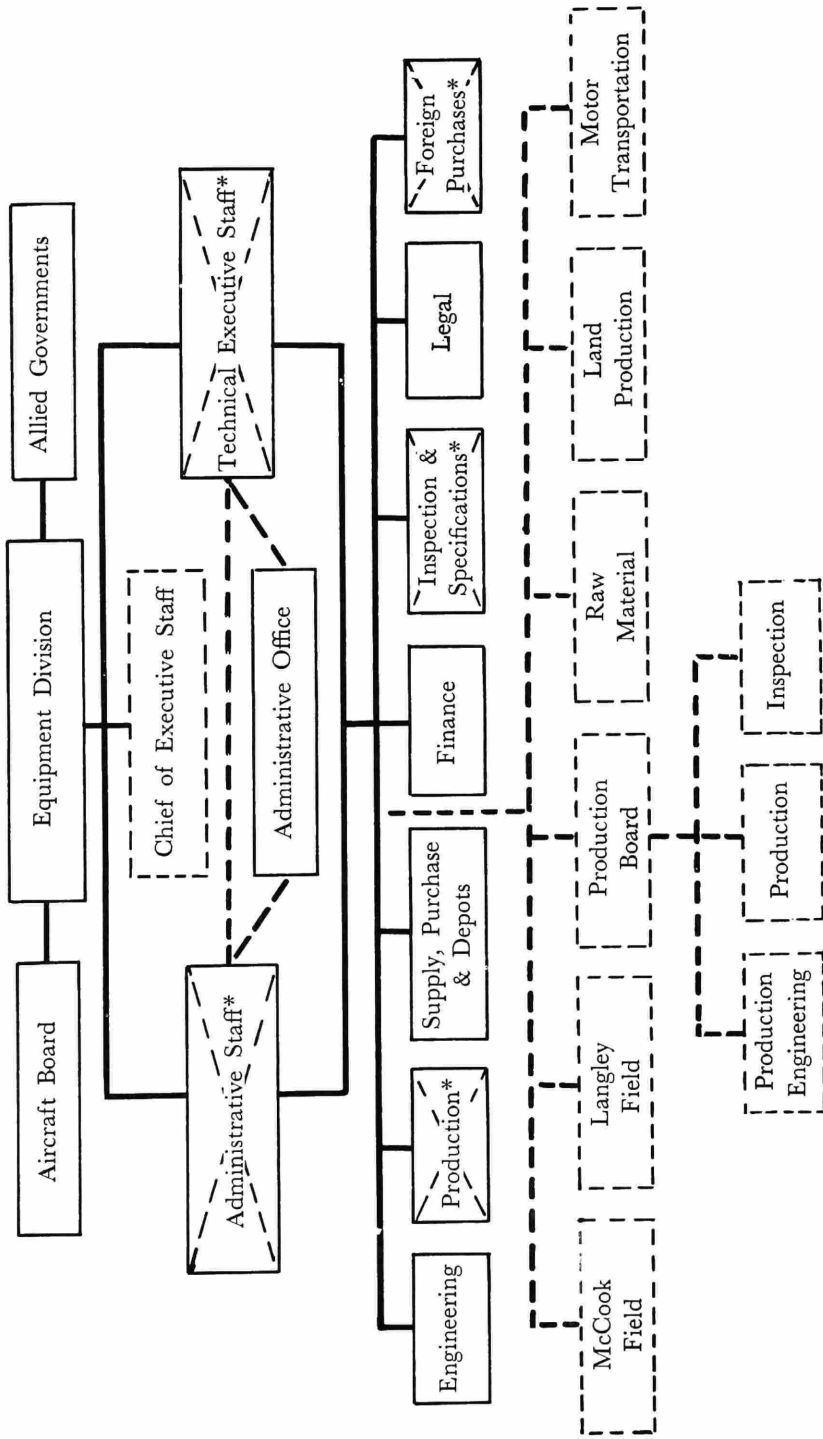 Aircraft Board
Equipment Division
Allied Governments
Chief of Executive Staff
Administrative Staff*
Technical Executive Staff*
Administrative Office
Engineering
Production*
Supply, Purchase
& Depots
Finance
Inspection &
Specifications*
Legal
Foreign
Purchases*
McCook
Field
Langley
Field
Production
Board
Raw
Material
Land
Production
Motor
Transportation
Production
Engineering
Production
Inspection